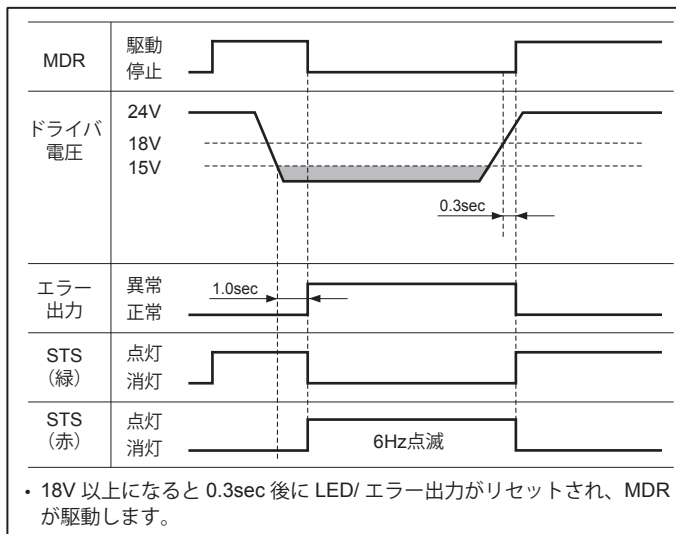 MDR
駆動
停止
ドライバ
電圧
24V
18V
15V
0.3sec
エラー
出力
異常
正常
1.0sec
STS
（緑）
点灯
消灯
STS
（赤）
点灯
消灯
6Hz点滅
• 18V 以上になると 0.3sec 後に LED/ エラー出力がリセットされ、MDR
が駆動します。